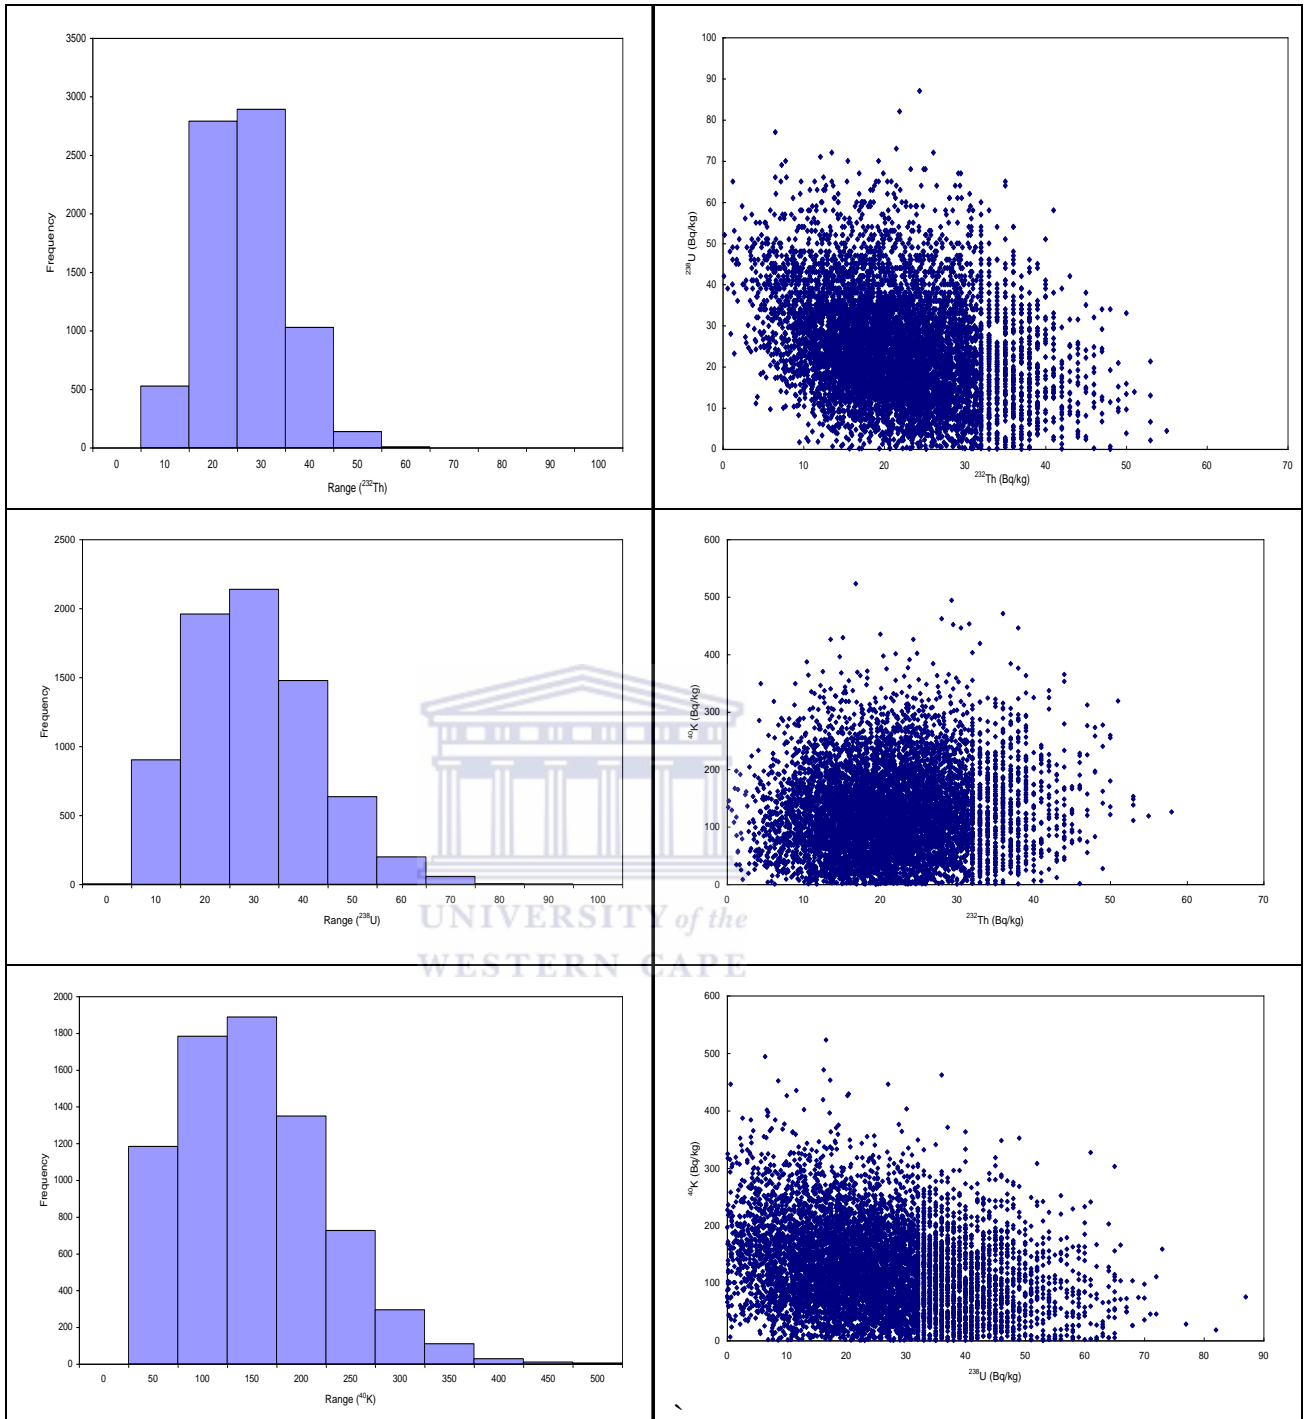 3500
3000
2500
2000
1500
1000
500
0
Frequency
0 10 20 30 40 50 60 70 80 90 100
Range (²³²Th)
100
90
80
70
60
50
40
30
20
10
0
²³⁸U (Bq/kg)
0 10 20 30 40 50 60 70
²³²Th (Bq/kg)
2500
2000
1500
1000
500
0
Frequency
0 10 20 30 40 50 60 70 80 90 100
Range (²³⁸U)
600
500
400
300
200
100
0
⁴⁰K (Bq/kg)
0 10 20 30 40 50 60 70
²³²Th (Bq/kg)
UNIVERSITY of the
WESTERN CAPE
2000
1800
1600
1400
1200
1000
800
600
400
200
0
Frequency
0 50 100 150 200 250 300 350 400 450 500
Range (⁴⁰K)
600
500
400
300
200
100
0
⁴⁰K (Bq/kg)
0 10 20 30 40 50 60 70 80 90
²³⁸U (Bq/kg)
`